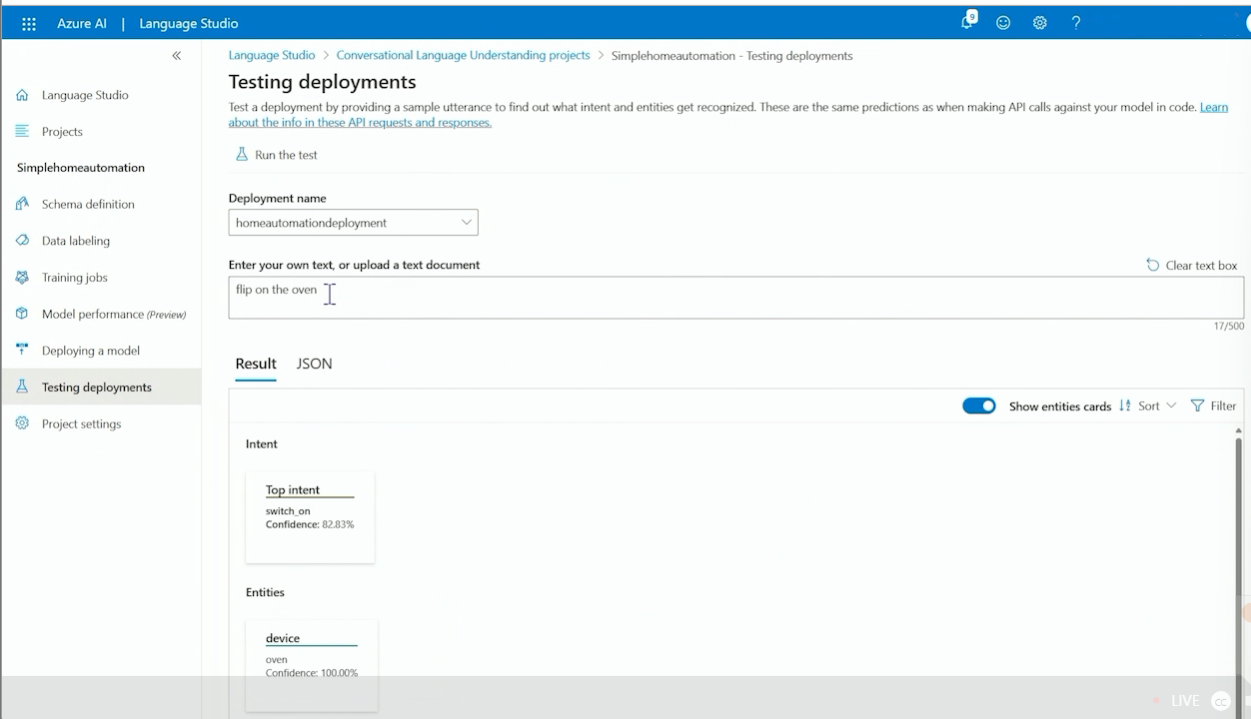 Azure AI | Language Studio
9
?
Language Studio > Conversational Language Understanding projects > Simplehomeautomation - Testing deployments
Language Studio
Projects
Simplehomeautomation
Schema definition
Data labeling
Training jobs
Model performance (Preview)
Deploying a model
Testing deployments
Project settings
Testing deployments
Test a deployment by providing a sample utterance to find out what intent and entities get recognized. These are the same predictions as when making API calls against your model in code. Learn
about the info in these API requests and responses.
Run the test
Deployment name
homeautomationdeployment
Enter your own text, or upload a text document
Clear text box
flip on the oven
17/500
Result JSON
Show entities cards Sort Filter
Intent
Top intent
switch_on
Confidence: 82.83%
Entities
device
oven
Confidence: 100.00%
LIVE CC